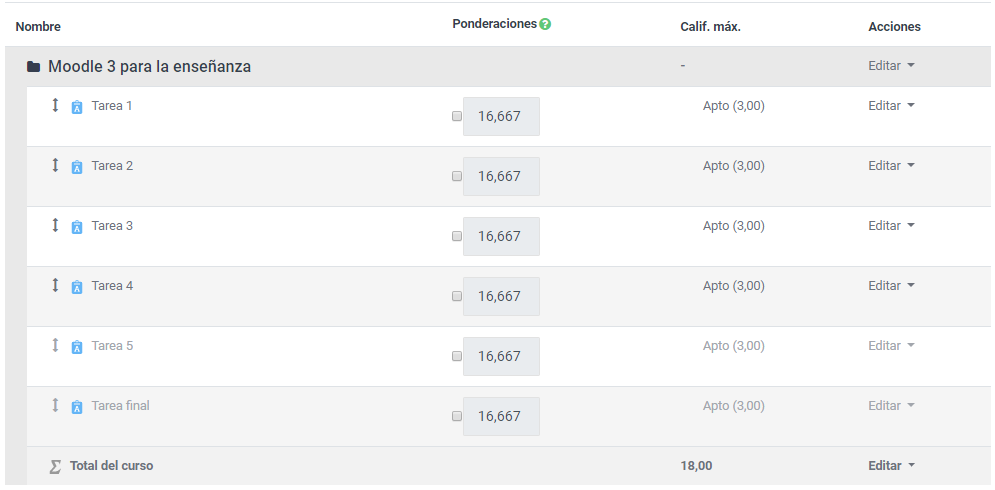 Nombre Ponderaciones ? Calif. máx. Acciones
Moodle 3 para la enseñanza - Editar
Tarea 1 16,667 Apto (3,00) Editar
Tarea 2 16,667 Apto (3,00) Editar
Tarea 3 16,667 Apto (3,00) Editar
Tarea 4 16,667 Apto (3,00) Editar
Tarea 5 16,667 Apto (3,00) Editar
Tarea final 16,667 Apto (3,00) Editar
Σ Total del curso 18,00 Editar